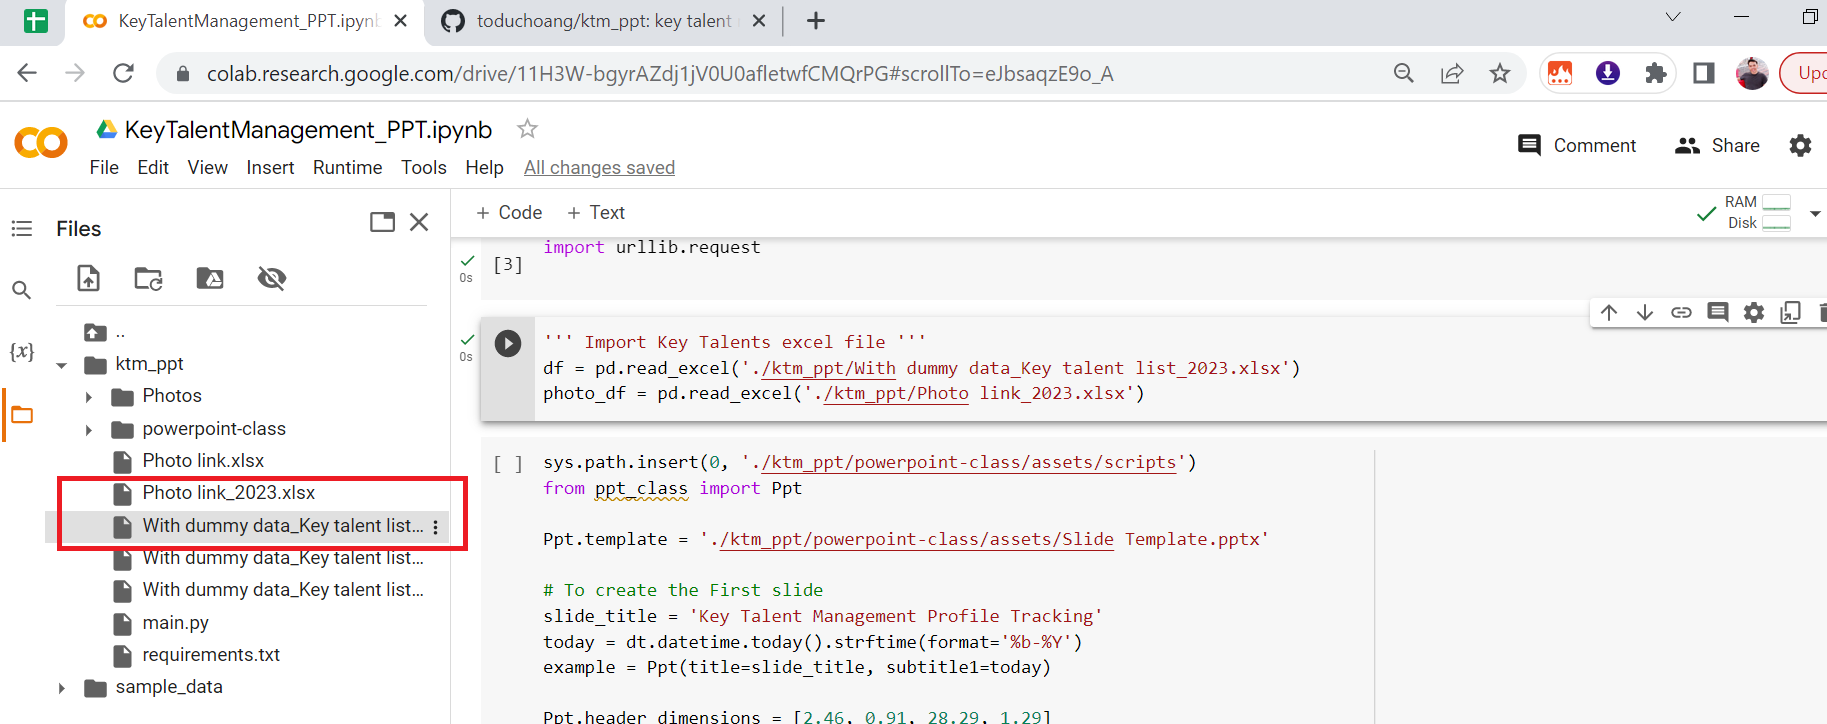 KeyTalentManagement_PPT.ipynb
toduchoang/ktm_ppt: key talent
colab.research.google.com/drive/11H3W-bgyrAZdj1jV0U0afletwfCMQrPG#scrollTo=eJbsaqzE9o_A
KeyTalentManagement_PPT.ipynb
Comment
Share
File Edit View Insert Runtime Tools Help All changes saved
Files
+ Code + Text
RAM
Disk
import urllib.request
0s
[3]
..
ktm_ppt
Photos
powerpoint-class
Photo link.xlsx
Photo link_2023.xlsx
With dummy data_Key talent list...
With dummy data_Key talent list...
With dummy data_Key talent list...
main.py
requirements.txt
sample_data
{x}
0s
''' Import Key Talents excel file '''
df = pd.read_excel('./ktm_ppt/With dummy data_Key talent list_2023.xlsx')
photo_df = pd.read_excel('./ktm_ppt/Photo link_2023.xlsx')
[ ]
sys.path.insert(0, './ktm_ppt/powerpoint-class/assets/scripts')
from ppt_class import Ppt
Ppt.template = './ktm_ppt/powerpoint-class/assets/Slide Template.pptx'
# To create the First slide
slide_title = 'Key Talent Management Profile Tracking'
today = dt.datetime.today().strftime(format='%b-%Y')
example = Ppt(title=slide_title, subtitle1=today)
Ppt.header_dimensions = [2.46, 0.91, 28.29, 1.29]